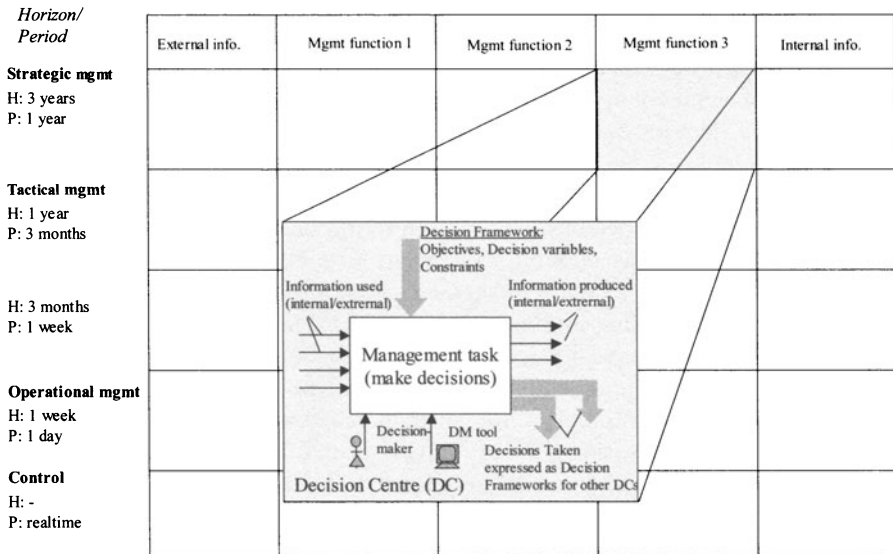 Horizon/
Period
External info.
Mgmt function 1
Mgmt function 2
Mgmt function 3
Internal info.
Strategic mgmt
H: 3 years
P: 1 year
Tactical mgmt
H: 1 year
P: 3 months
H: 3 months
P: 1 week
Operational mgmt
H: 1 week
P: 1 day
Control
H: -
P: realtime
Decision Framework:
Objectives, Decision variables,
Constraints
Information used
(internal/extrernal)
Information produced
(internal/extrernal)
Management task
(make decisions)
Decision-
maker
DM tool
Decisions Taken
expressed as Decision
Frameworks for other DCs
Decision Centre (DC)